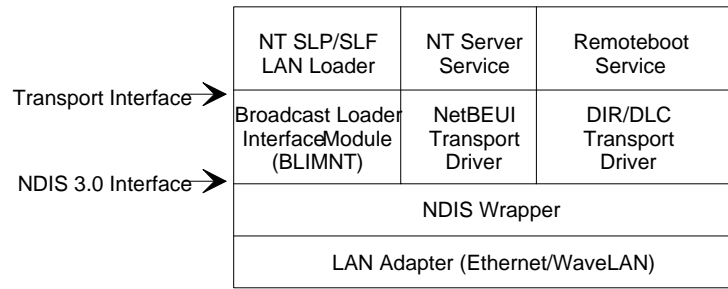 NT SLP/SLF
LAN Loader
NT Server
Service
Remoteboot
Service
Transport Interface
Broadcast Loader
InterfaceModule
(BLIMNT)
NetBEUI
Transport
Driver
DIR/DLC
Transport
Driver
NDIS 3.0 Interface
NDIS Wrapper
LAN Adapter (Ethernet/WaveLAN)